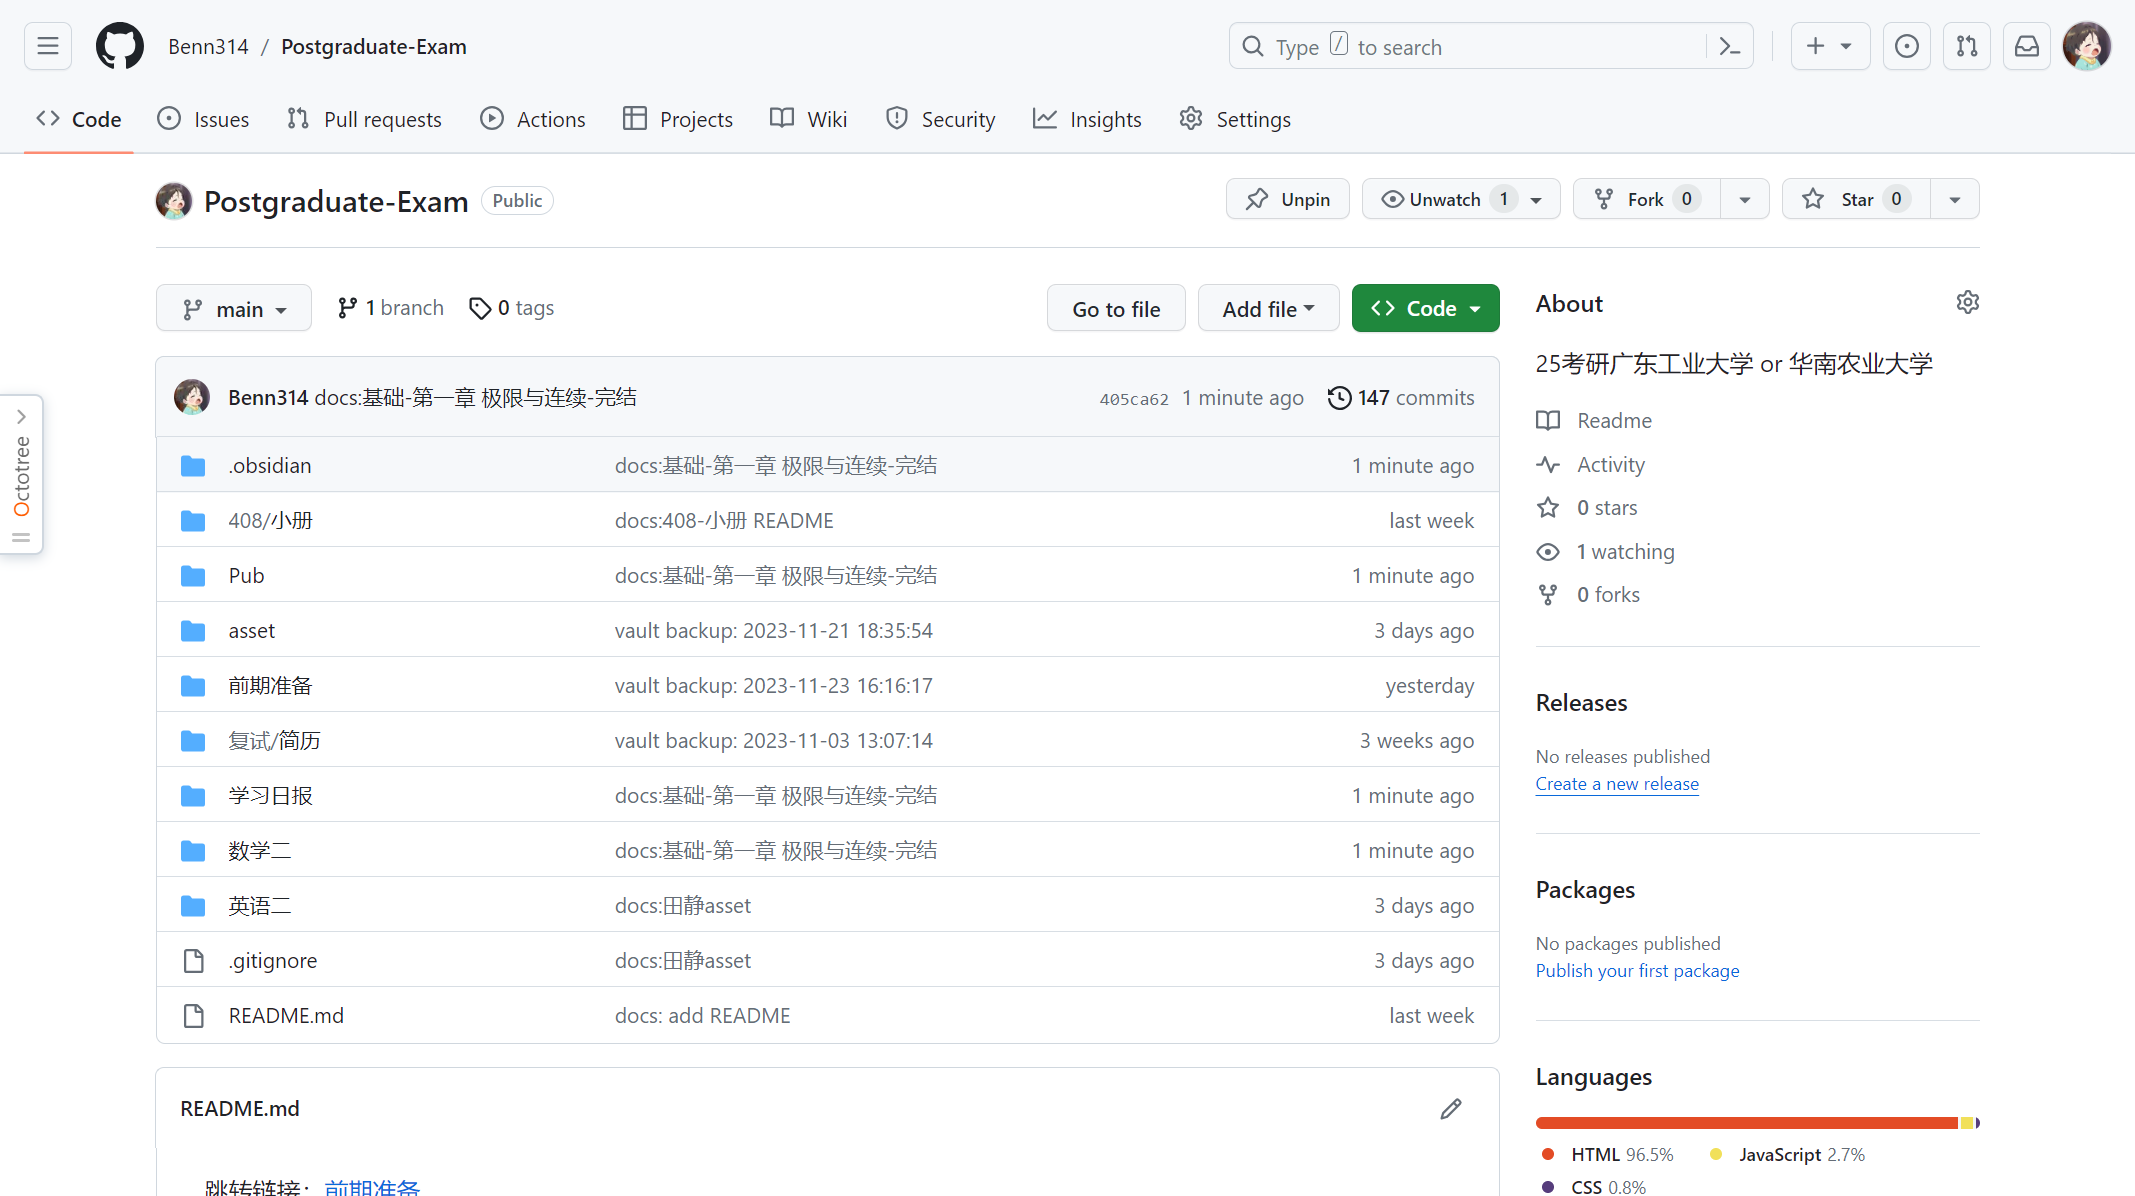 Benn314 / Postgraduate-Exam
Type / to search
Code Issues Pull requests Actions Projects Wiki Security Insights Settings
Postgraduate-Exam Public
Unpin Unwatch 1 Fork 0 Star 0
main 1 branch 0 tags Go to file Add file Code
Benn314 docs:基础-第一章 极限与连续-完结 405ca62 1 minute ago 147 commits
.obsidian docs:基础-第一章 极限与连续-完结 1 minute ago
408/小册 docs:408-小册 README last week
Pub docs:基础-第一章 极限与连续-完结 1 minute ago
asset vault backup: 2023-11-21 18:35:54 3 days ago
前期准备 vault backup: 2023-11-23 16:16:17 yesterday
复试/简历 vault backup: 2023-11-03 13:07:14 3 weeks ago
学习日报 docs:基础-第一章 极限与连续-完结 1 minute ago
数学二 docs:基础-第一章 极限与连续-完结 1 minute ago
英语二 docs:田静asset 3 days ago
.gitignore docs:田静asset 3 days ago
README.md docs: add README last week
README.md
跳转链接：前期准备
Octotree
About
25考研广东工业大学 or 华南农业大学
Readme
Activity
0 stars
1 watching
0 forks
Releases
No releases published
Create a new release
Packages
No packages published
Publish your first package
Languages
HTML 96.5% JavaScript 2.7%
CSS 0.8%